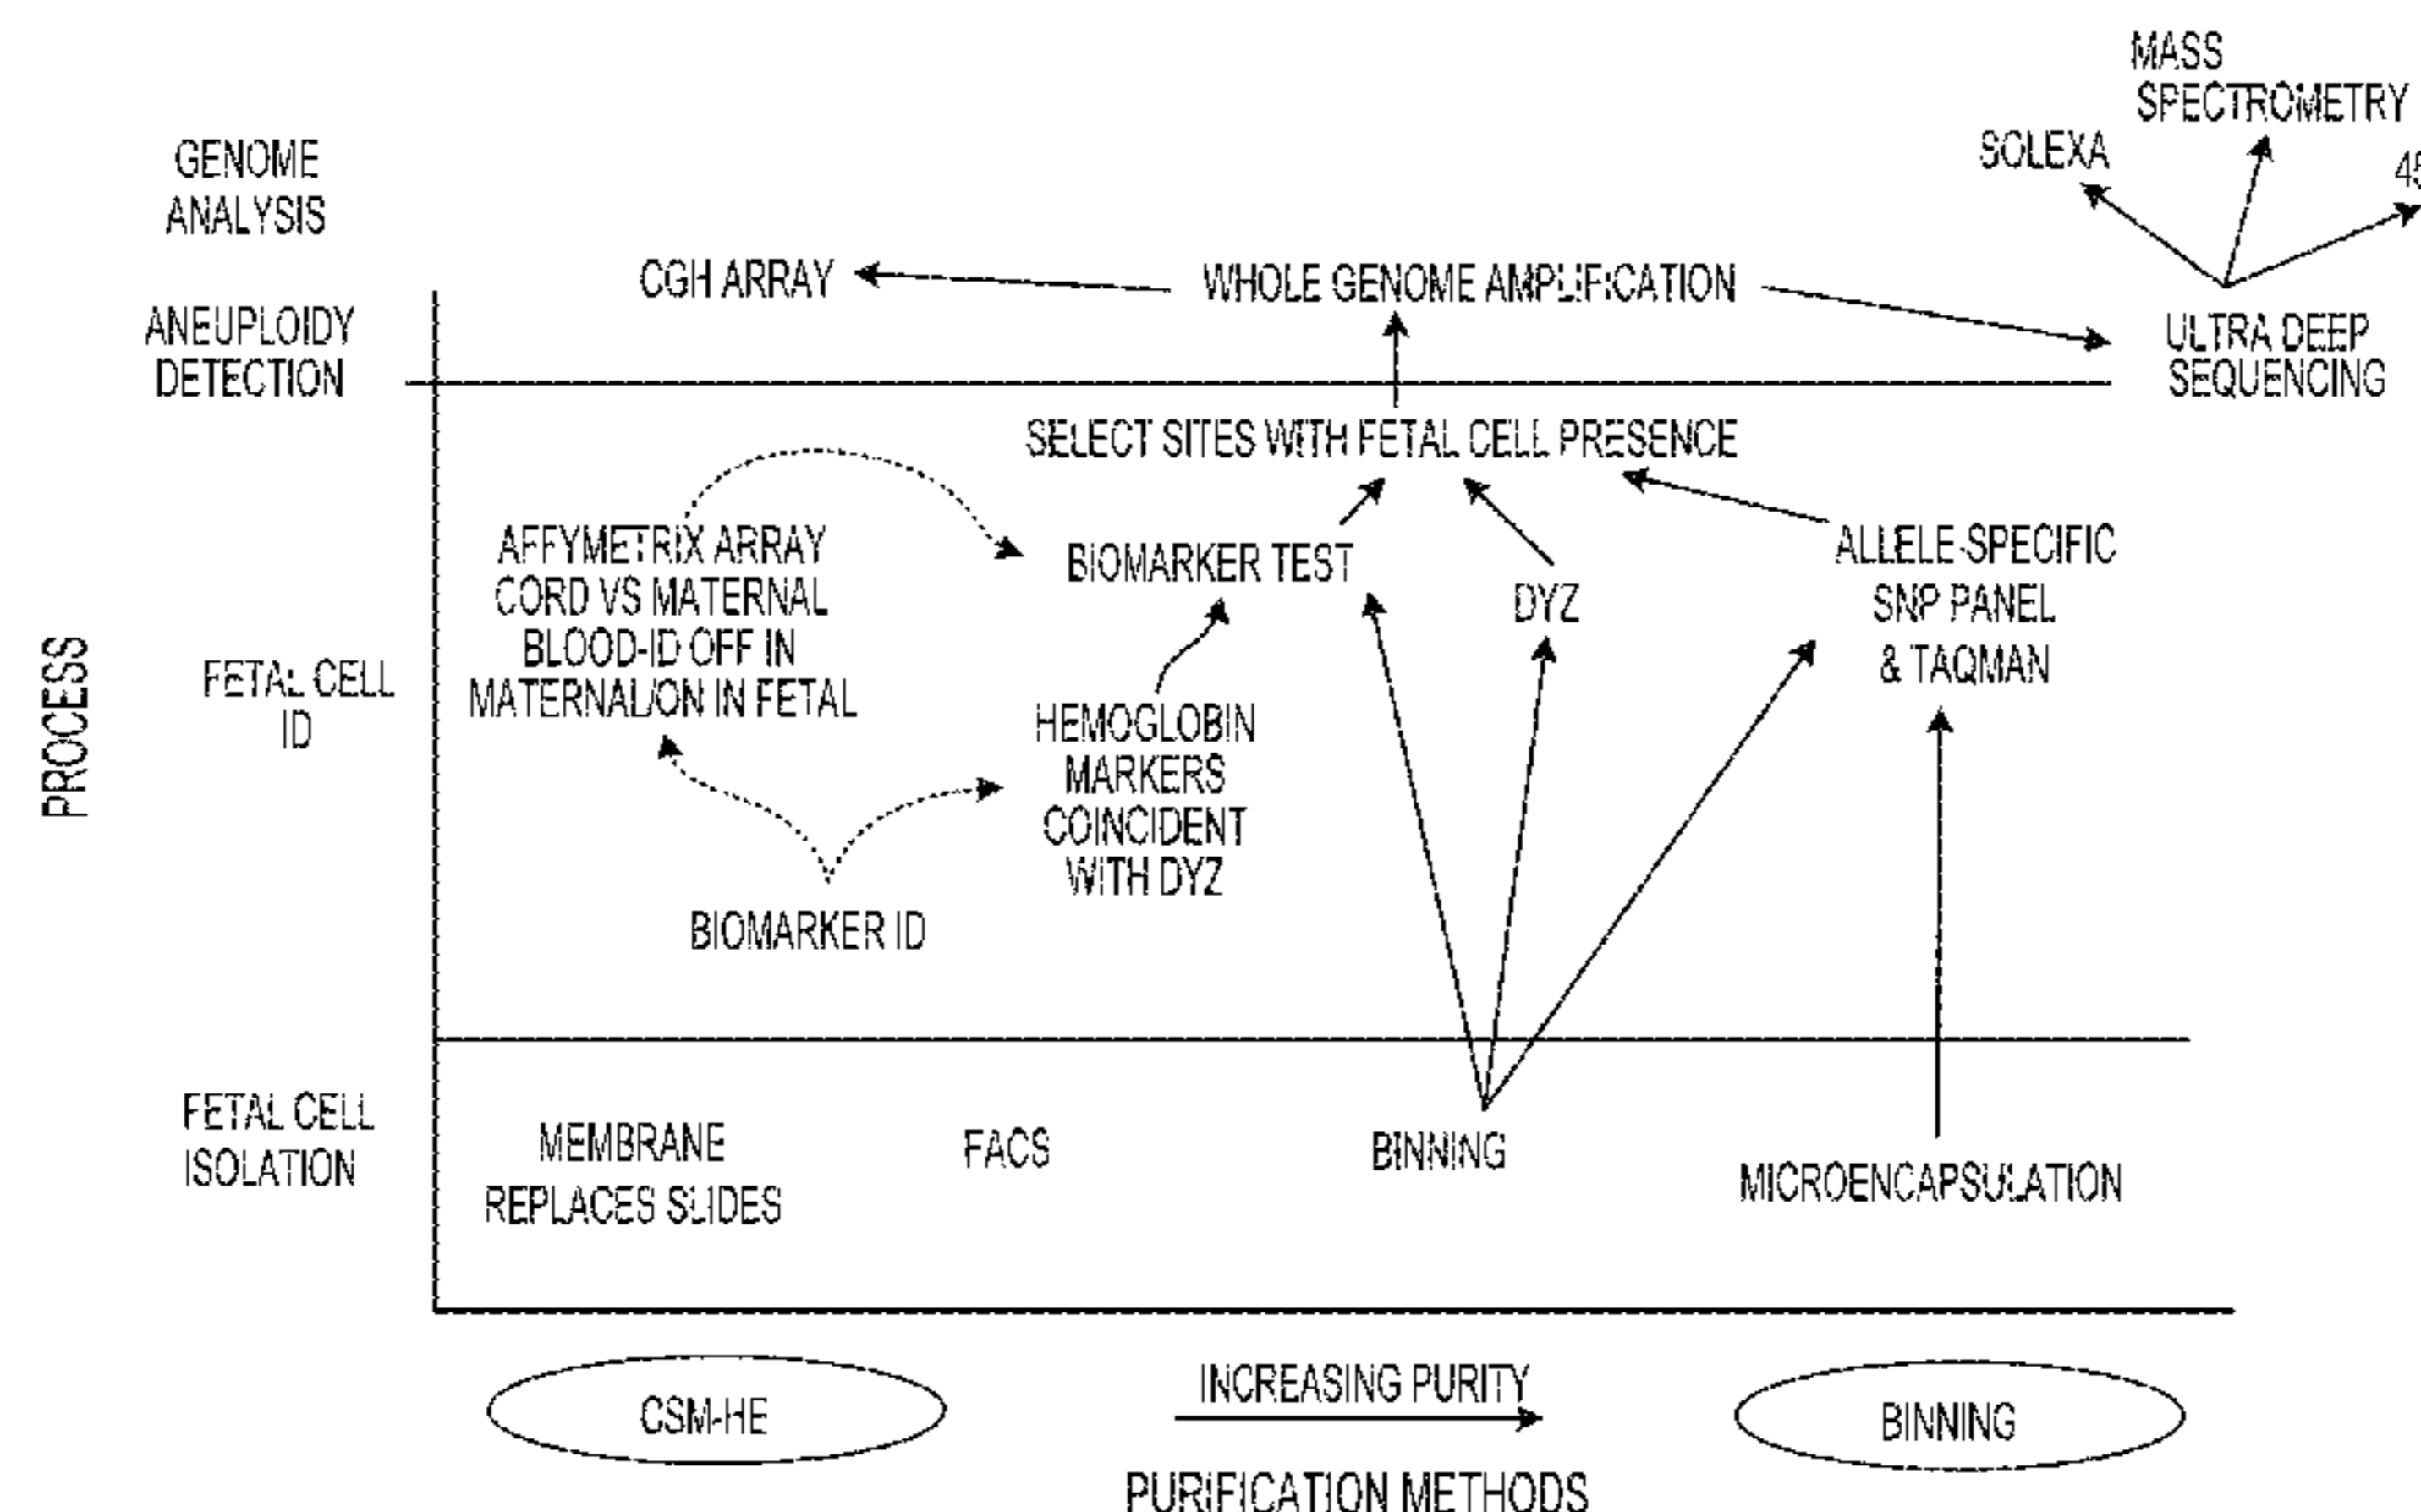 MASS
SPECTROMETRY
SOLEXA
GENOME
ANALYSIS
CGH ARRAY
WHOLE GENOME AMPLIFICATION
ANEUPLOIDY
DETECTION
ULTRA DEEP
SEQUENCING
SELECT SITES WITH FETAL CELL PRESENCE
AFFYMETRIX ARRAY
CORD VS MATERNAL
BLOOD-ID OFF IN
MATERNAL/ON IN FETAL
BIOMARKER TEST
DYZ
ALLELE-SPECIFIC
SNP PANEL
& TAQMAN
PROCESS
FETAL CELL
ID
HEMOGLOBIN
MARKERS
COINCIDENT
WITH DYZ
BIOMARKER ID
FETAL CELL
ISOLATION
MEMBRANE
REPLACES SLIDES
FACS
BINNING
MICROENCAPSULATION
CSM-HE
INCREASING PURITY
BINNING
PURIFICATION METHODS